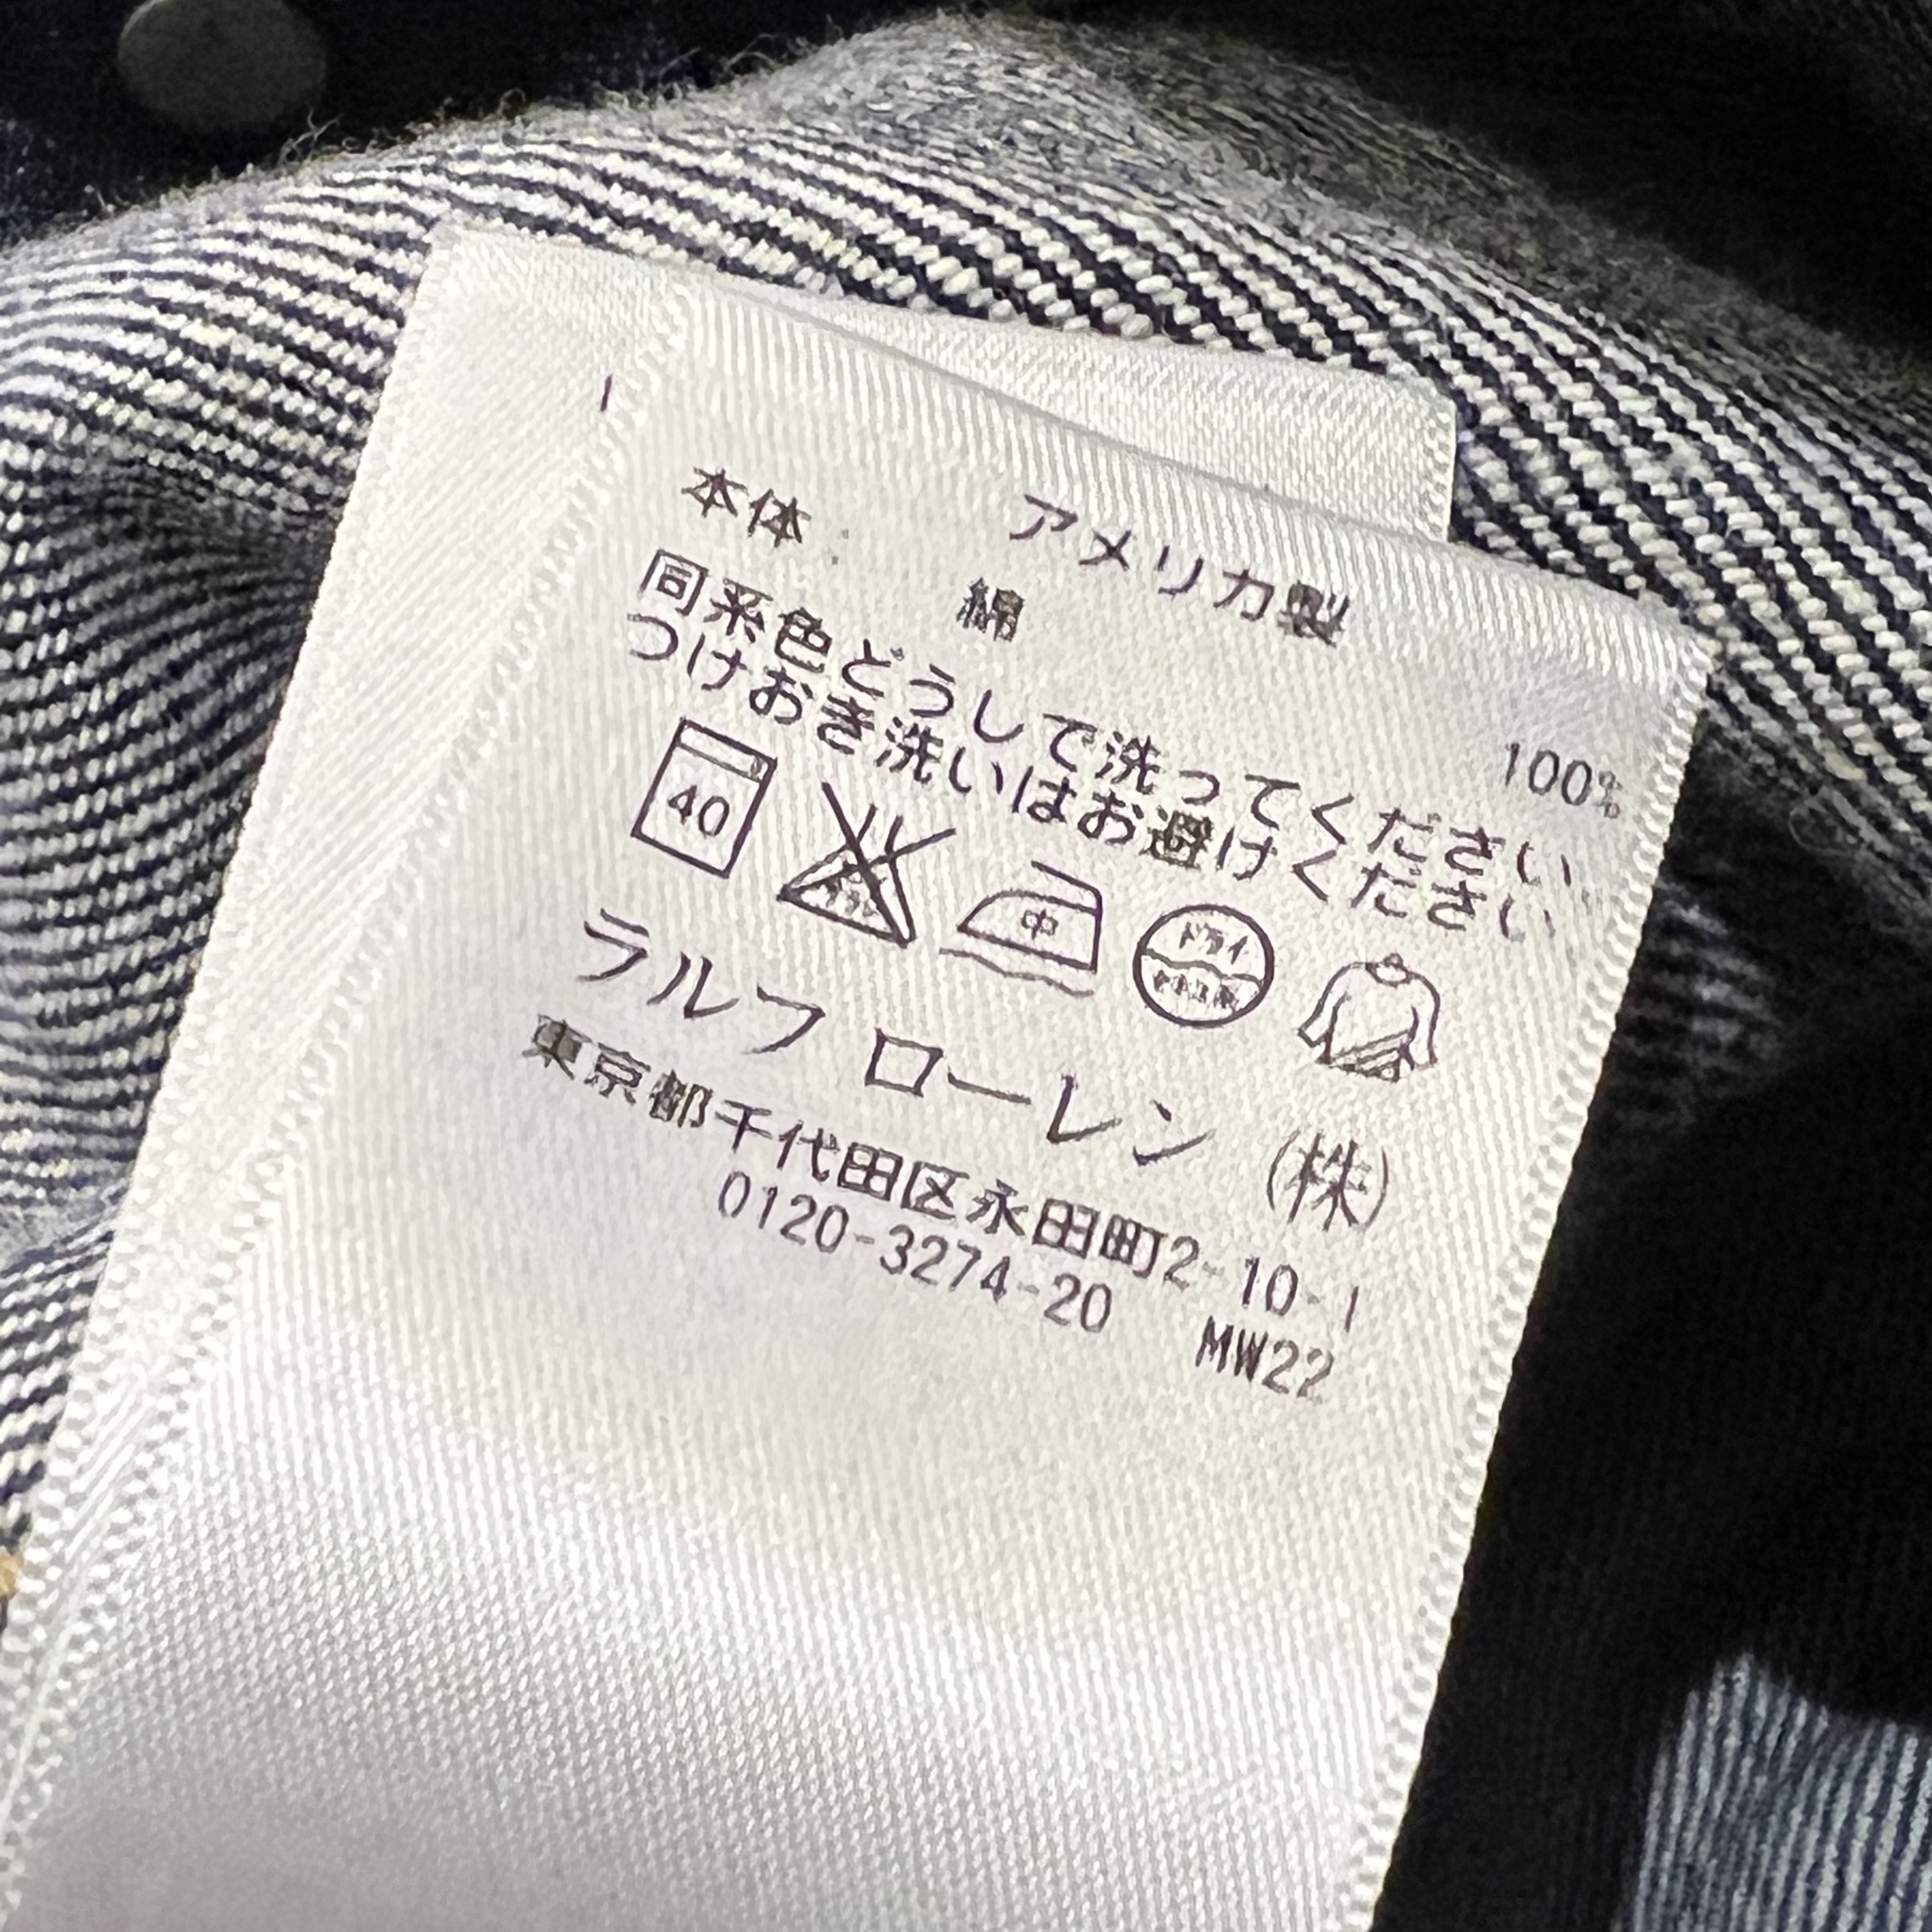 アメリカ製
本体:
綿 100%
同系色どうしで洗ってください。
つけおき洗いはお避けください
40 中 ドライ
ラルフ ローレン (株)
東京都千代田区永田町2-10-1
0120-3274-20 MW22